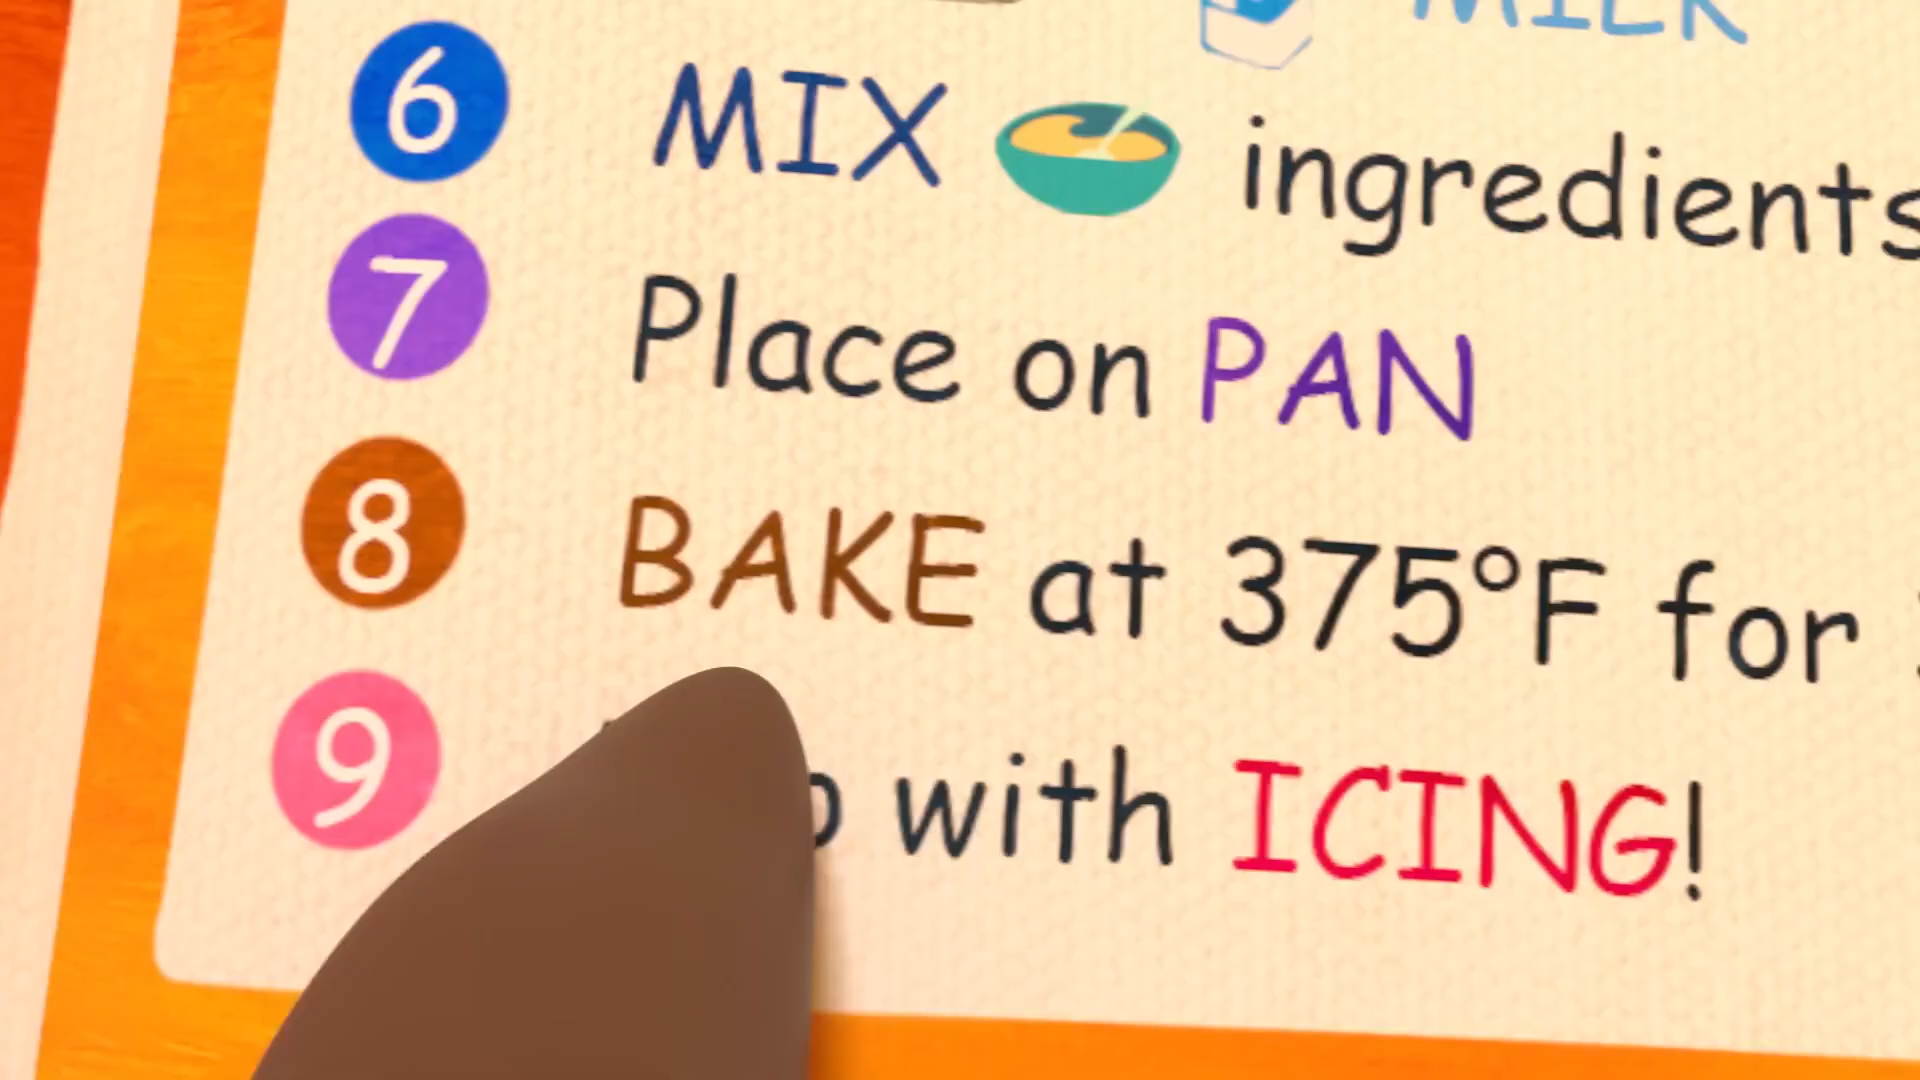 MILK
6 MIX ingredients
7 Place on PAN
8 BAKE at 375°F for
9 with ICING!